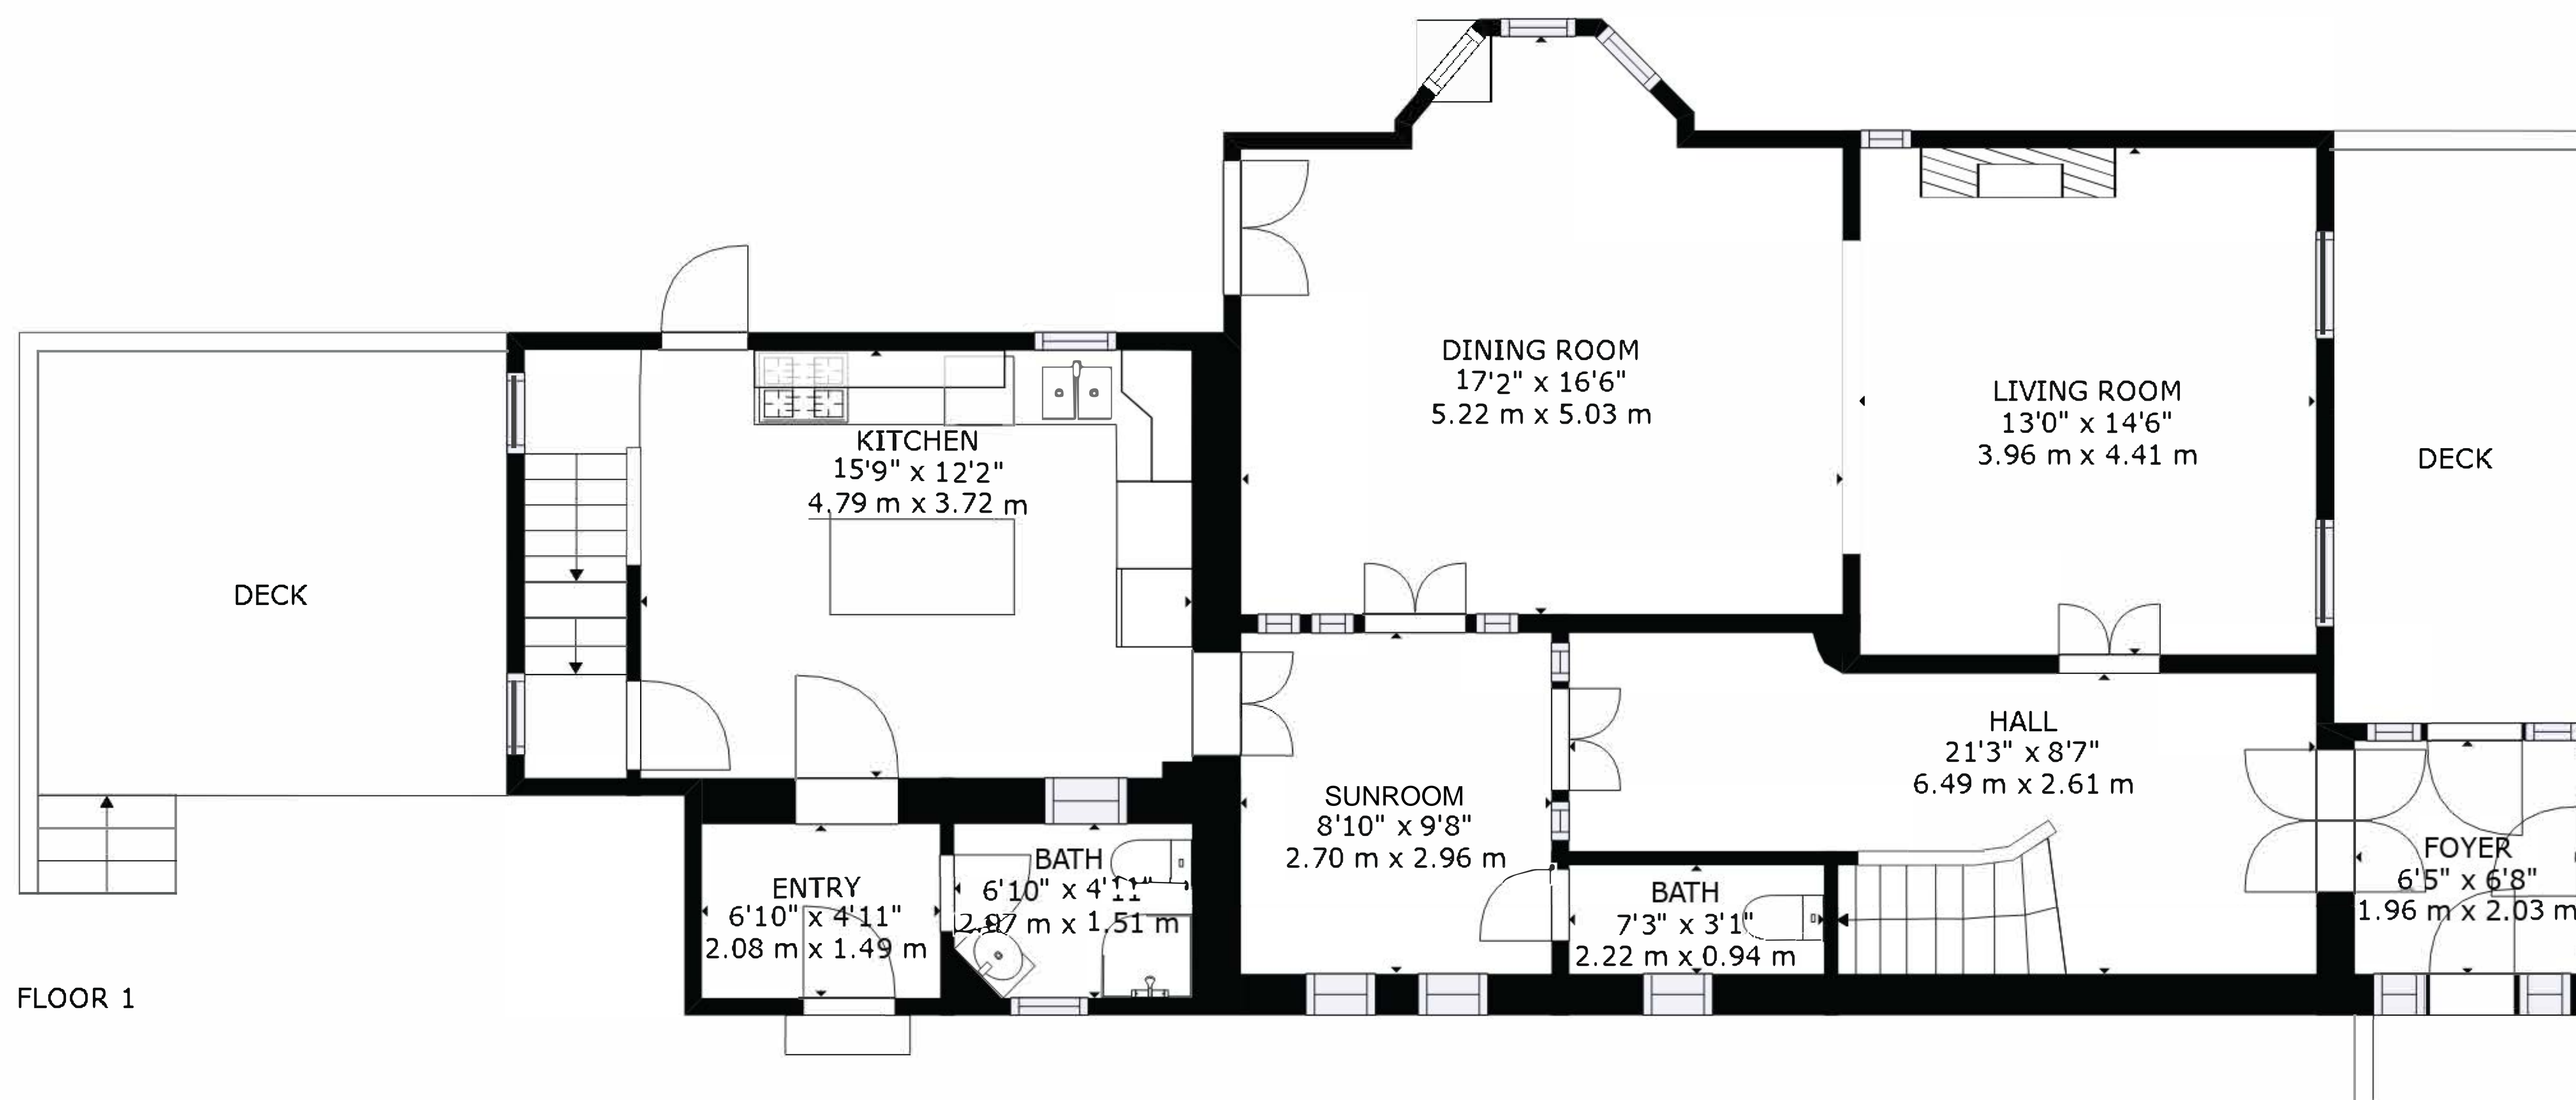 DINING ROOM
17'2" x 16'6"
5.22 m x 5.03 m
LIVING ROOM
13'0" x 14'6"
3.96 m x 4.41 m
DECK
KITCHEN
15'9" x 12'2"
4.79 m x 3.72 m
DECK
HALL
21'3" x 8'7"
6.49 m x 2.61 m
SUNROOM
8'10" x 9'8"
2.70 m x 2.96 m
FOYER
6'5" x 6'8"
1.96 m x 2.03 m
BATH
6'10" x 4'11"
m x 1.51 m
ENTRY
6'10" x 4'11"
2.08 m x 1.49 m
BATH
7'3" x 3'1"
2.22 m x 0.94 m
FLOOR 1